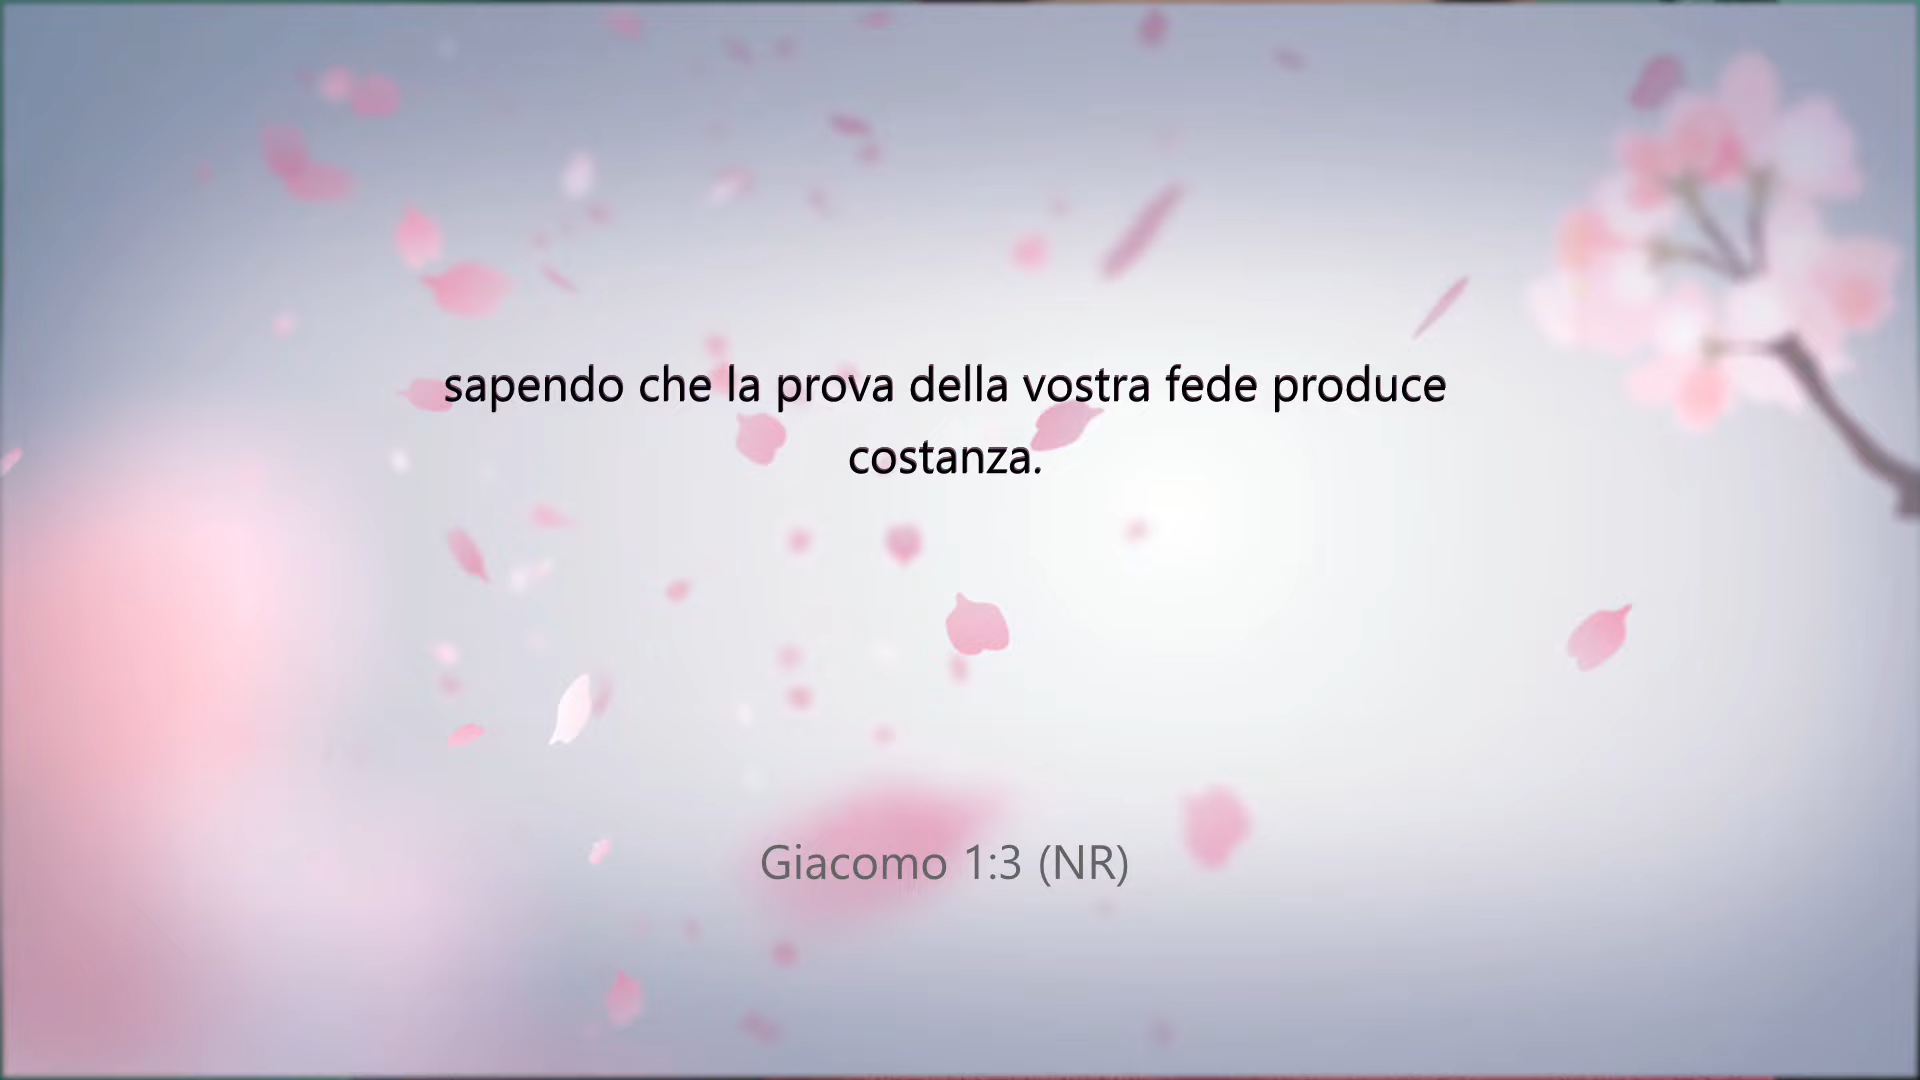 sapendo che la prova della vostra fede produce
costanza.
Giacomo 1:3 (NR)